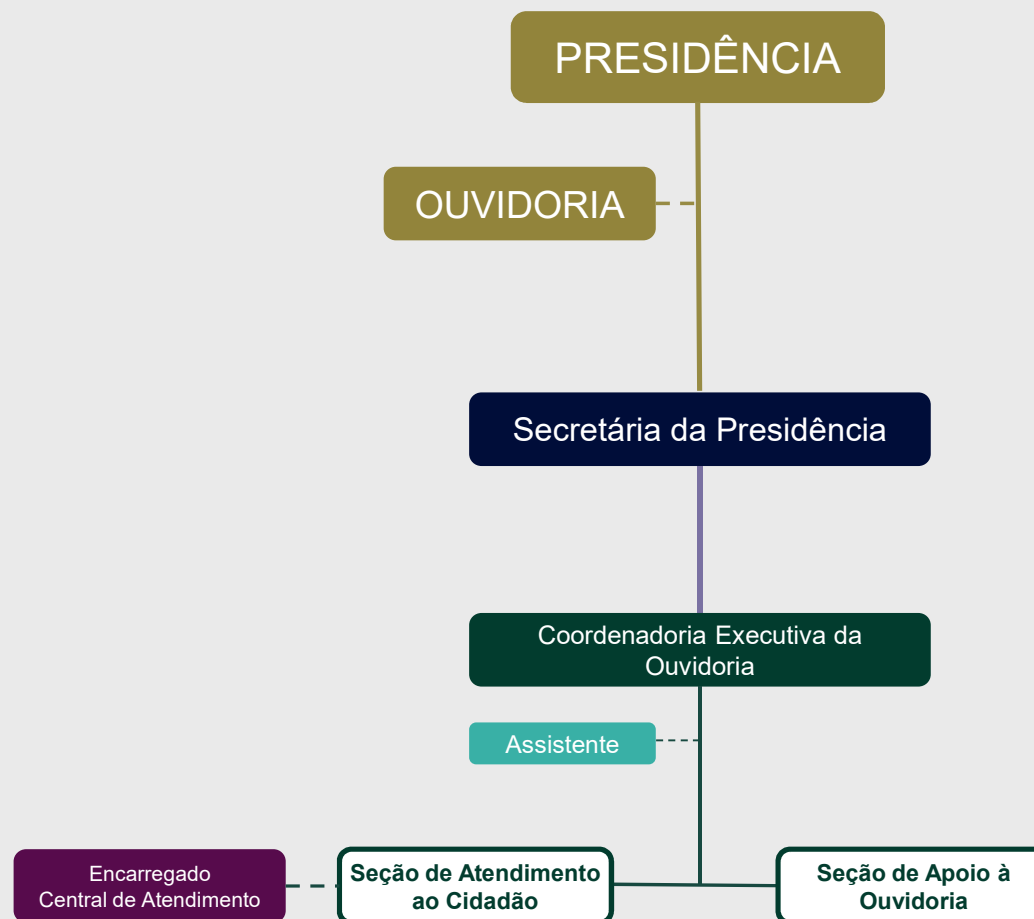 PRESIDÊNCIA
OUVIDORIA
Secretária da Presidência
Coordenadoria Executiva da
Ouvidoria
Assistente
Encarregado
Central de Atendimento
Seção de Atendimento
ao Cidadão
Seção de Apoio à
Ouvidoria